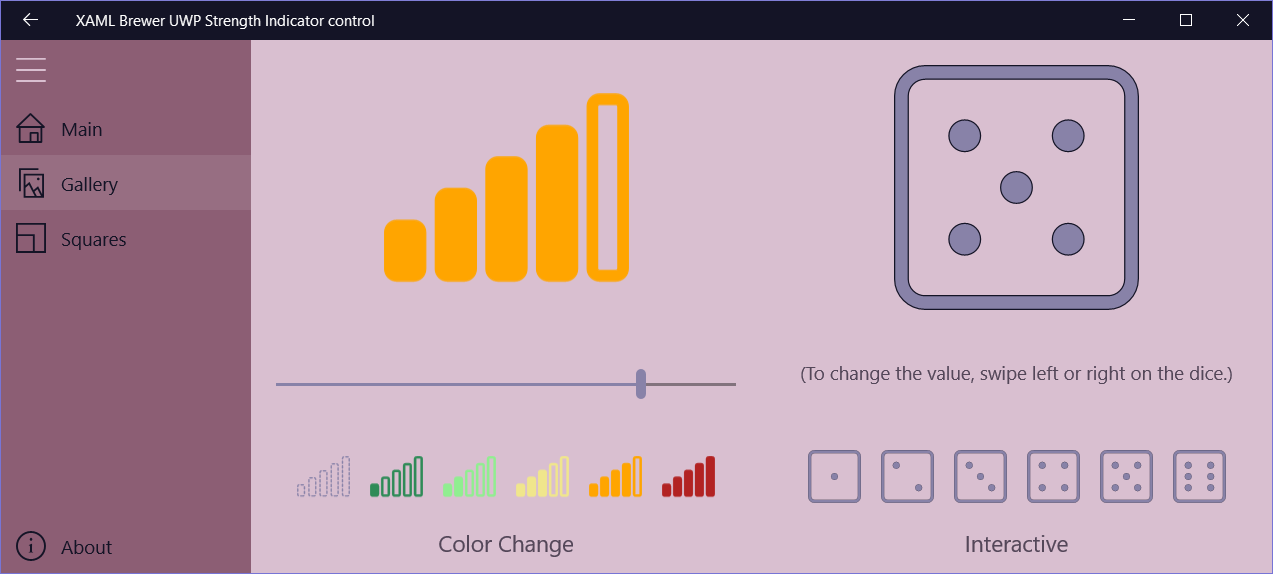 XAML Brewer UWP Strength Indicator control
Main
Gallery
Squares
About
(To change the value, swipe left or right on the dice.)
Color Change
Interactive